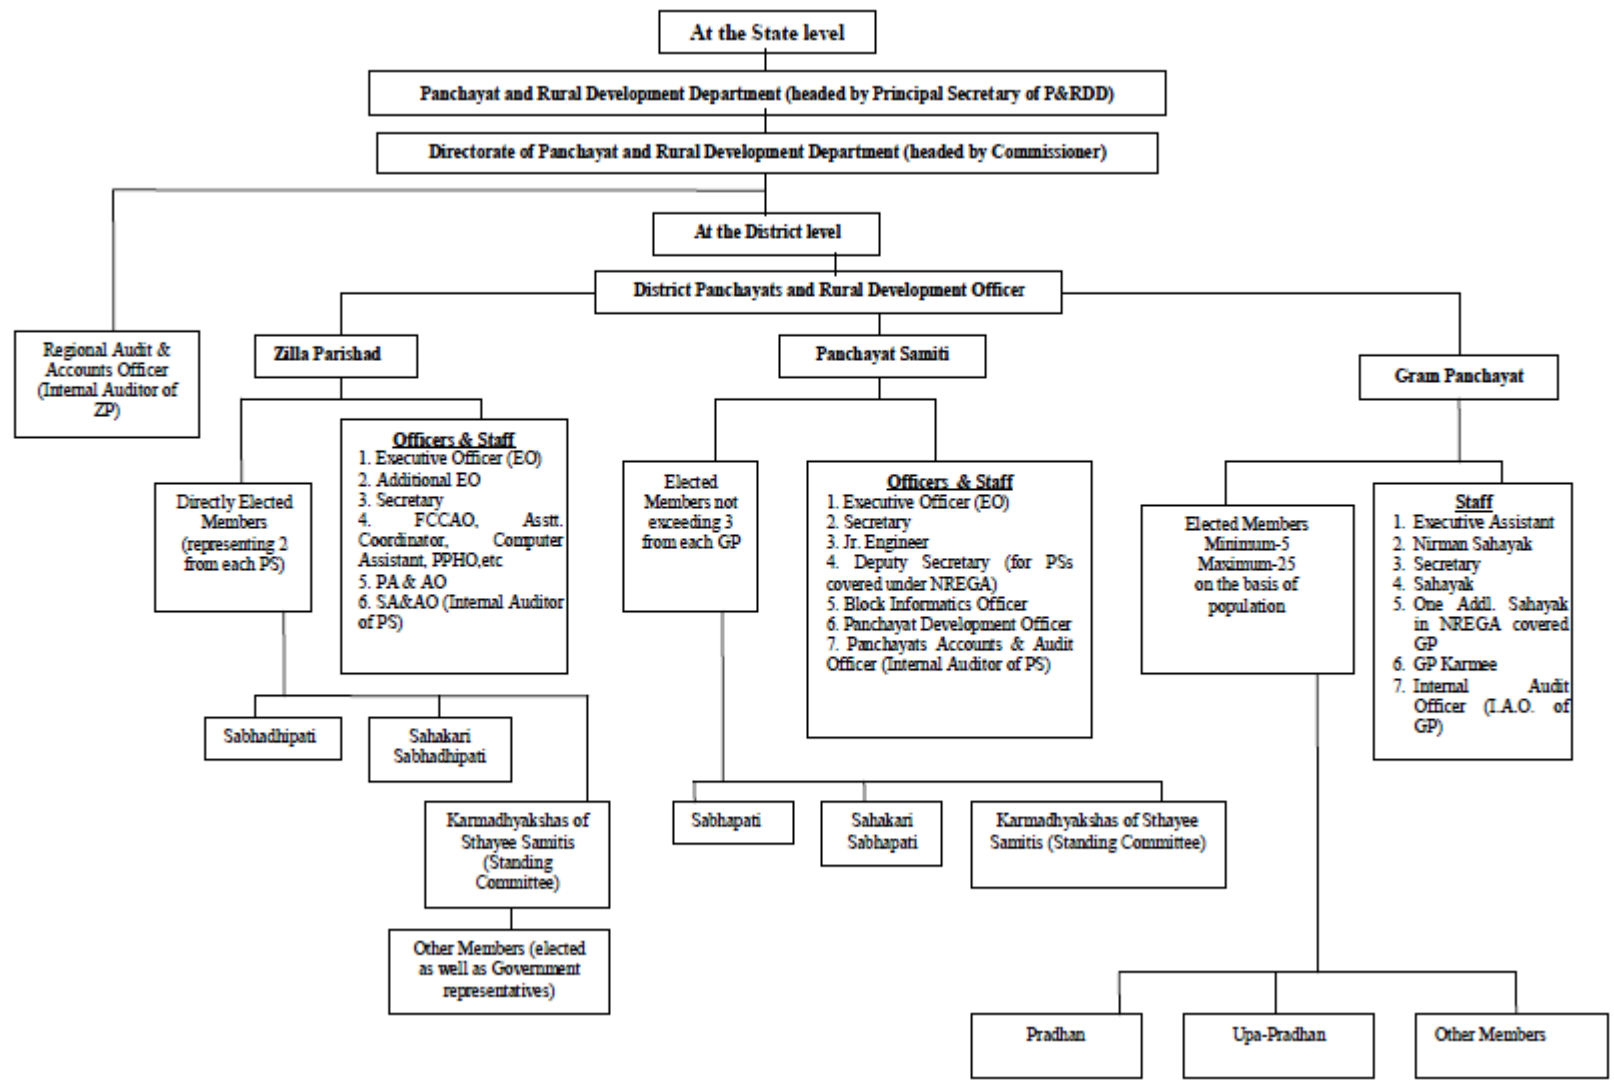 At the State level
Panchayat and Rural Development Department (headed by Principal Secretary of P&RDD)
Directorate of Panchayat and Rural Development Department (headed by Commissioner)
At the District level
District Panchayats and Rural Development Officer
Regional Audit &
Accounts Officer
(Internal Auditor of
ZP)
Zilla Parishad
Directly Elected
Members
(representing 2
from each PS)
Officers & Staff
1. Executive Officer (EO)
2. Additional EO
3. Secretary
4. FCCAO, Asstt.
Coordinator, Computer
Assistant, PPHO,etc
5. PA & AO
6. SA&AO (Internal Auditor
of PS)
Sabhadhipati
Sahakari
Sabhadhipati
Karmadhyakshas of
Sthayee Samitis
(Standing
Committee)
Other Members (elected
as well as Government
representatives)
Panchayat Samiti
Elected
Members not
exceeding 3
from each GP
Officers & Staff
1. Executive Officer (EO)
2. Secretary
3. Jr. Engineer
4. Deputy Secretary (for PSs
covered under NREGA)
5. Block Informatics Officer
6. Panchayat Development Officer
7. Panchayats Accounts & Audit
Officer (Internal Auditor of PS)
Sabhapati
Sahakari
Sabhapati
Karmadhyakshas of Sthayee
Samitis (Standing Committee)
Gram Panchayat
Elected Members
Minimum-5
Maximum-25
on the basis of
population
Staff
1. Executive Assistant
2. Nirman Sahayak
3. Secretary
4. Sahayak
5. One Addl. Sahayak
in NREGA covered
GP
6. GP Karmee
7. Internal Audit
Officer (I.A.O. of
GP)
Pradhan
Upa-Pradhan
Other Members